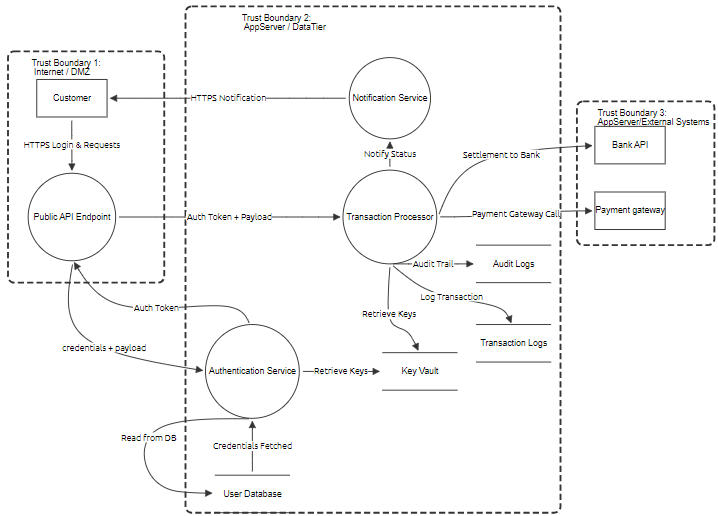 Trust Boundary 2:
AppServer / DataTier
Trust Boundary 1:
Internet / DMZ
Customer
HTTPS Notification
Notification Service
Trust Boundary 3:
AppServer/External Systems
HTTPS Login & Requests
Notify Status
Settlement to Bank
Bank API
Public API Endpoint
Auth Token + Payload
Transaction Processor
Payment Gateway Call
Payment gateway
Audit Trail
Audit Logs
Log Transaction
Auth Token
Retrieve Keys
Transaction Logs
credentials + payload
Authentication Service
Retrieve Keys
Key Vault
Read from DB
Credentials Fetched
User Database